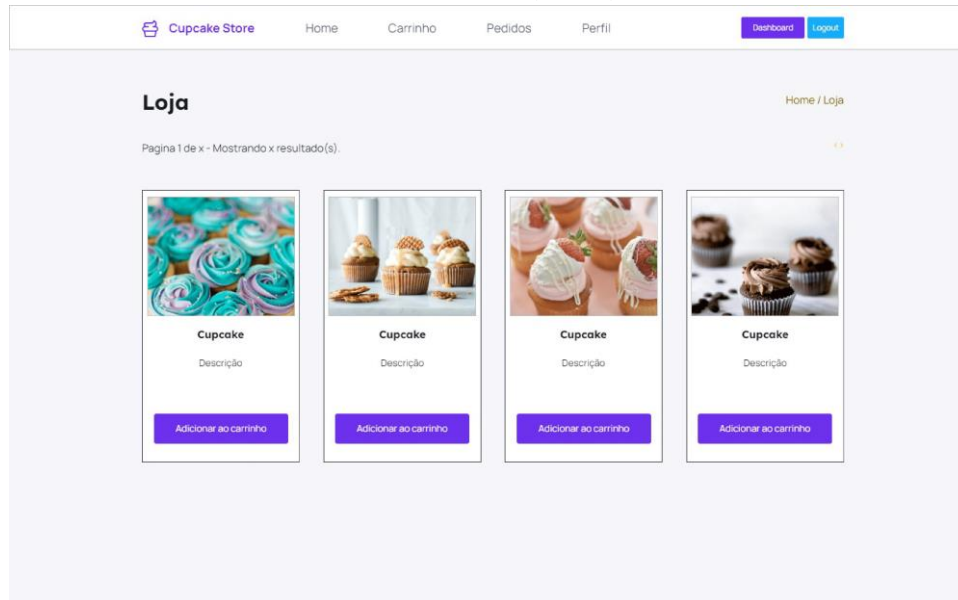 Cupcake Store Home Carrinho Pedidos Perfil Dashboard Logout
Loja Home / Loja
Pagina 1 de x - Mostrando x resultado(s). < >
Cupcake Cupcake Cupcake Cupcake
Descrição Descrição Descrição Descrição
Adicionar ao carrinho Adicionar ao carrinho Adicionar ao carrinho Adicionar ao carrinho